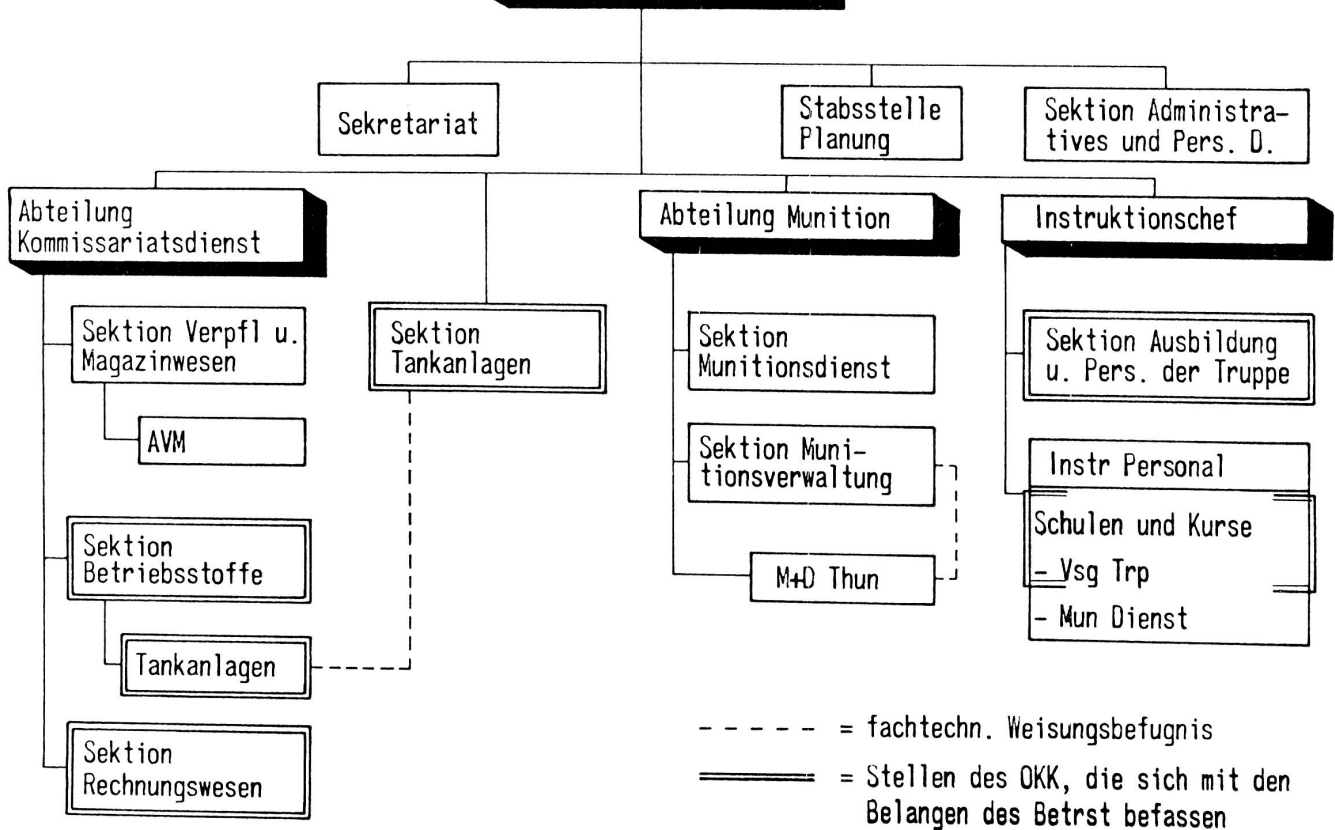 Sekretariat
Stabsstelle
Planung
Sektion Administra-
tives und Pers. D.
Abteilung
Kommissariatsdienst
Abteilung Munition
Instruktionschef
Sektion Verpfl u.
Magazinwesen
AVM
Sektion
Betriebsstoffe
Tankanlagen
Sektion
Rechnungswesen
Sektion
Tankanlagen
Sektion
Munitionsdienst
Sektion Muni-
tionsverwaltung
M+D Thun
Sektion Ausbildung
u. Pers. der Truppe
Instr Personal
Schulen und Kurse
- Vsg Trp
- Mun Dienst
= fachtechn. Weisungsbefugnis
= Stellen des OKK, die sich mit den
Belangen des Betrst befassen